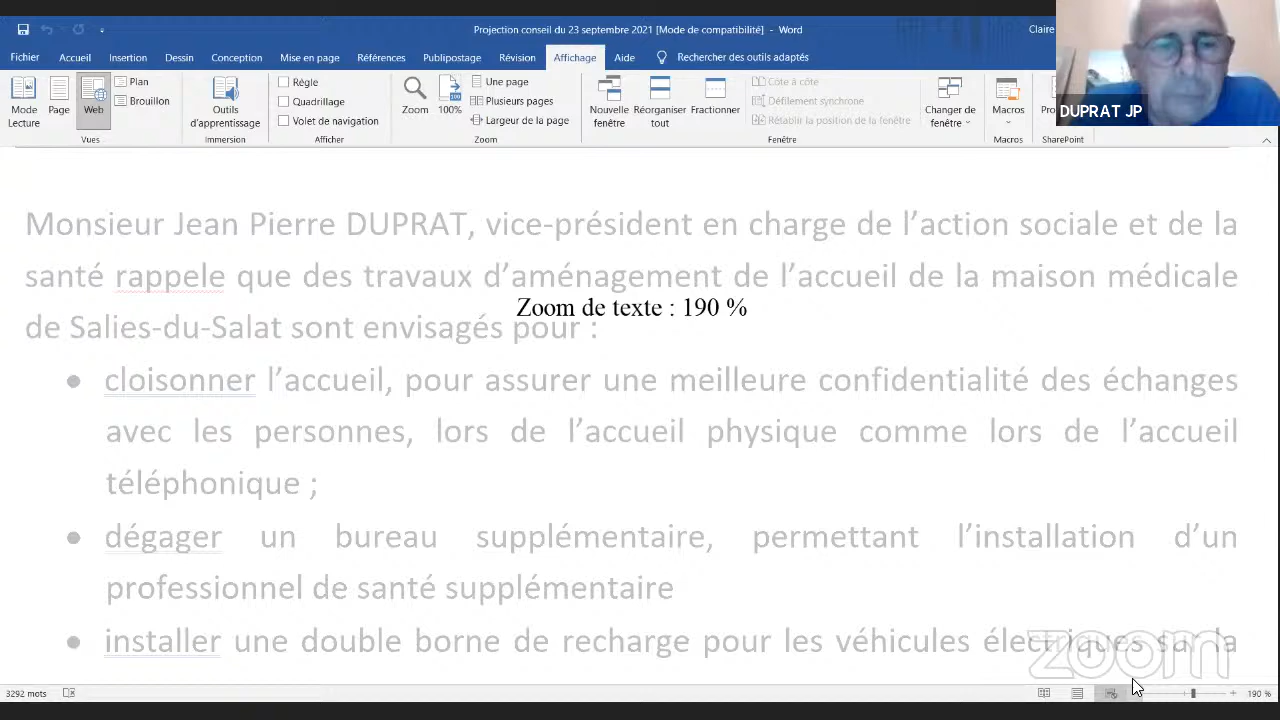 Projection conseil du 23 septembre 2021 [Mode de compatibilité] - Word
Claire
Fichier Accueil Insertion Dessin Conception Mise en page Références Publipostage Révision Affichage Aide Rechercher des outils adaptés
Mode Lecture
Page
Web
Plan
Brouillon
Vues
Outils d'apprentissage
Immersion
Règle
Quadrillage
Volet de navigation
Afficher
Zoom
100%
Une page
Plusieurs pages
Largeur de la page
Zoom
Nouvelle fenêtre
Réorganiser tout
Fractionner
Côte à côte
Défilement synchrone
Rétablir la position de la fenêtre
Changer de fenêtre
Fenêtre
Macros
Macros
SharePoint
DUPRAT JP
Monsieur Jean Pierre DUPRAT, vice-président en charge de l’action sociale et de la
santé rappele que des travaux d’aménagement de l’accueil de la maison médicale
Zoom de texte : 190 %
de Salies-du-Salat sont envisagés pour :
• cloisonner l’accueil, pour assurer une meilleure confidentialité des échanges
avec les personnes, lors de l’accueil physique comme lors de l’accueil
téléphonique ;
• dégager un bureau supplémentaire, permettant l’installation d’un
professionnel de santé supplémentaire
• installer une double borne de recharge pour les véhicules électriques sur la
zoom
3292 mots
190 %